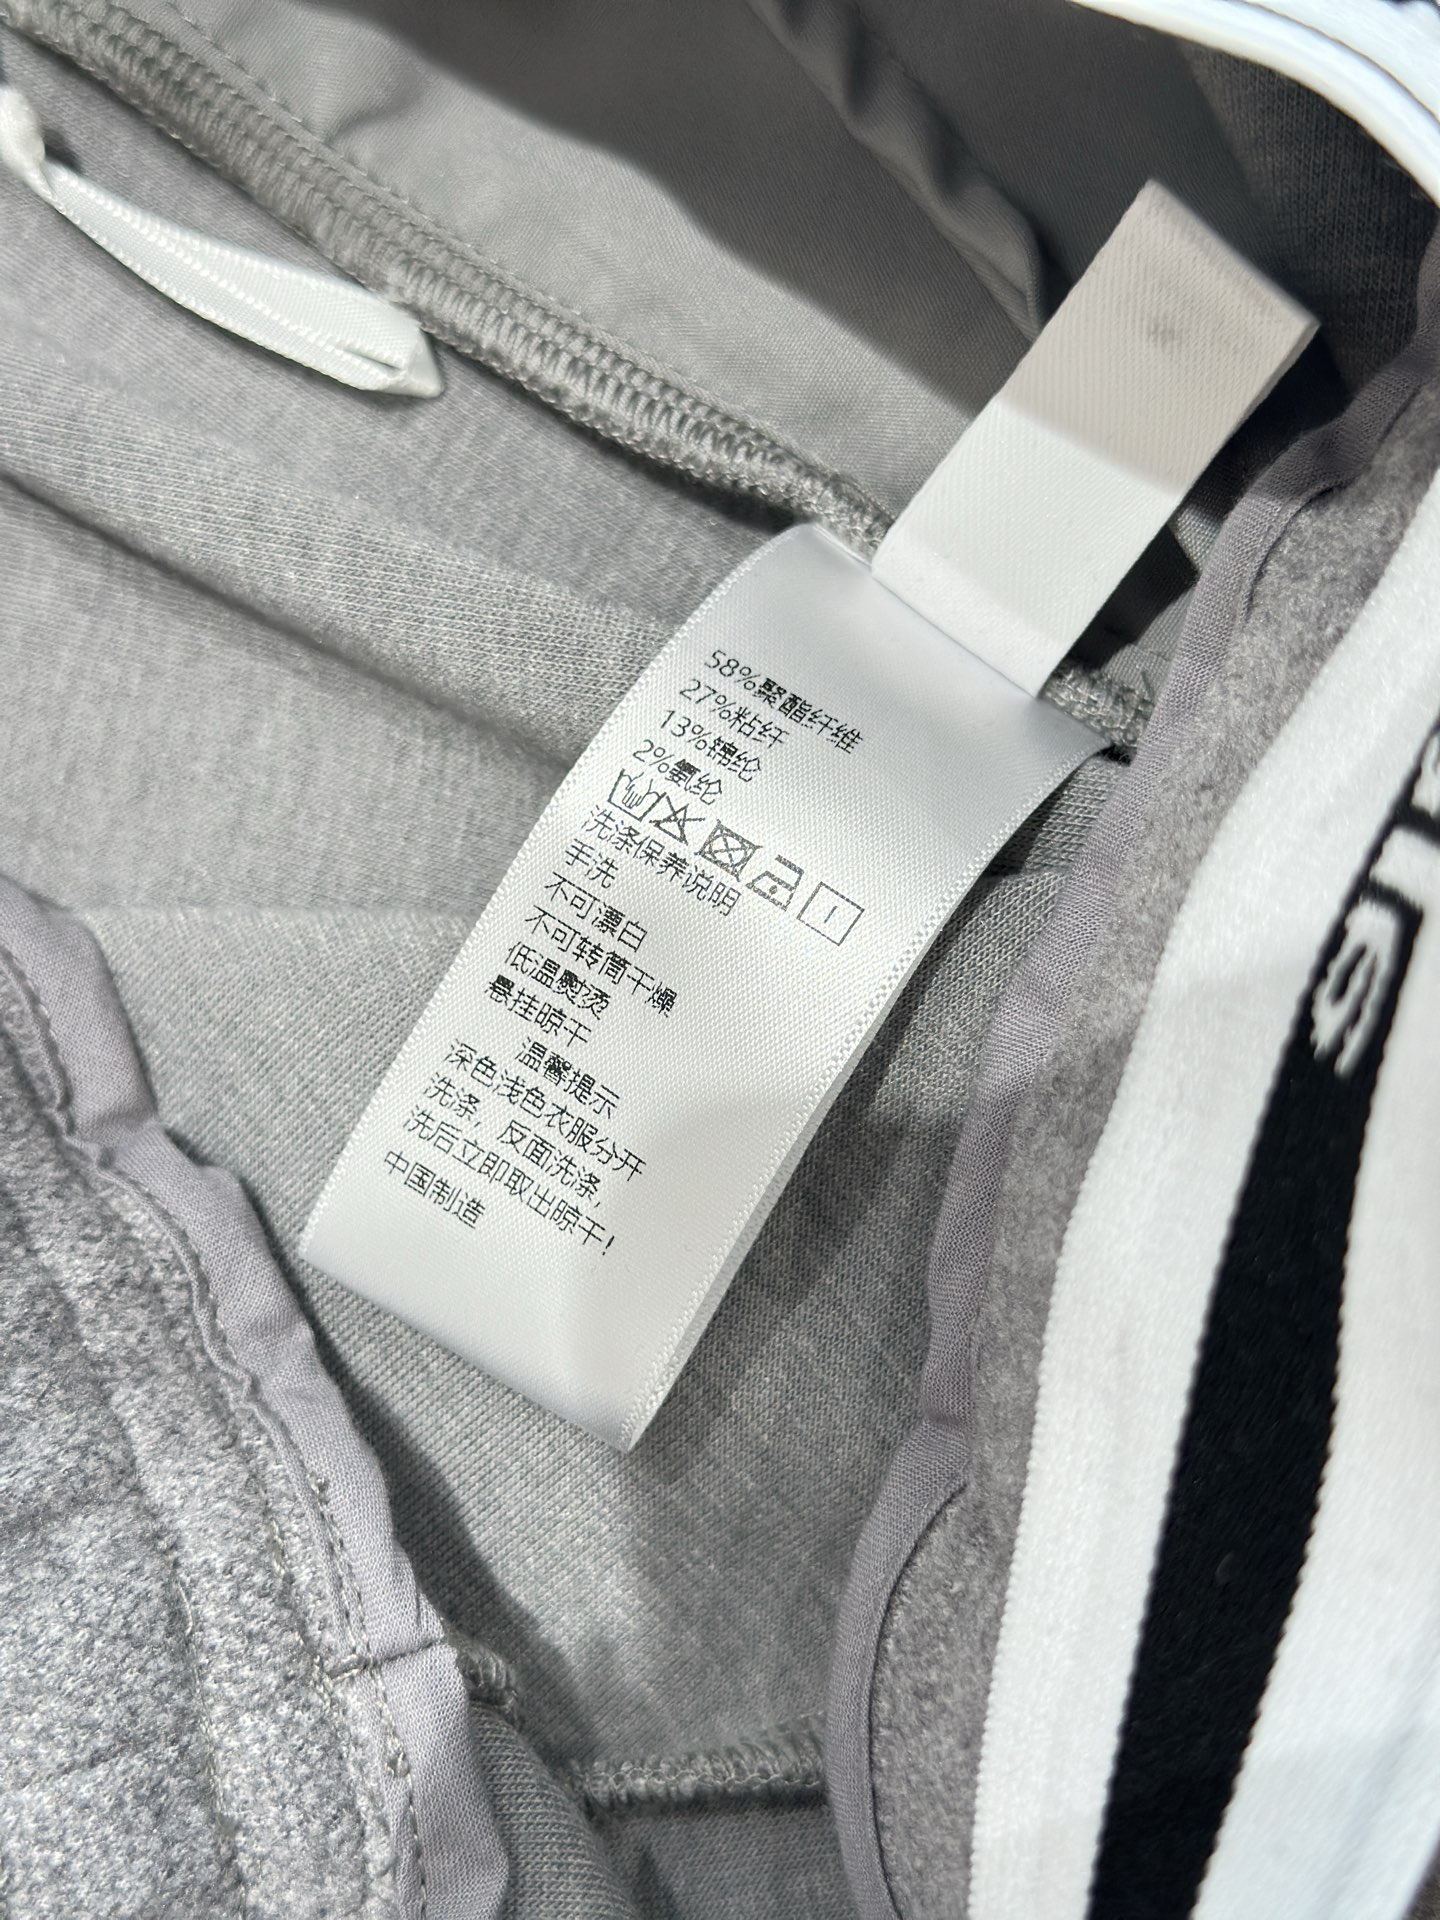 58%聚酯纤维
27%粘纤
13%锦纶
2%氨纶
洗涤保养说明
手洗
不可漂白
不可转筒干燥
低温熨烫
悬挂晾干
温馨提示
深色浅色衣服分开
洗涤，反面洗涤，
洗后立即取出晾干！
中国制造